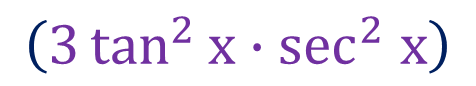 (3 tan² x · sec² x)